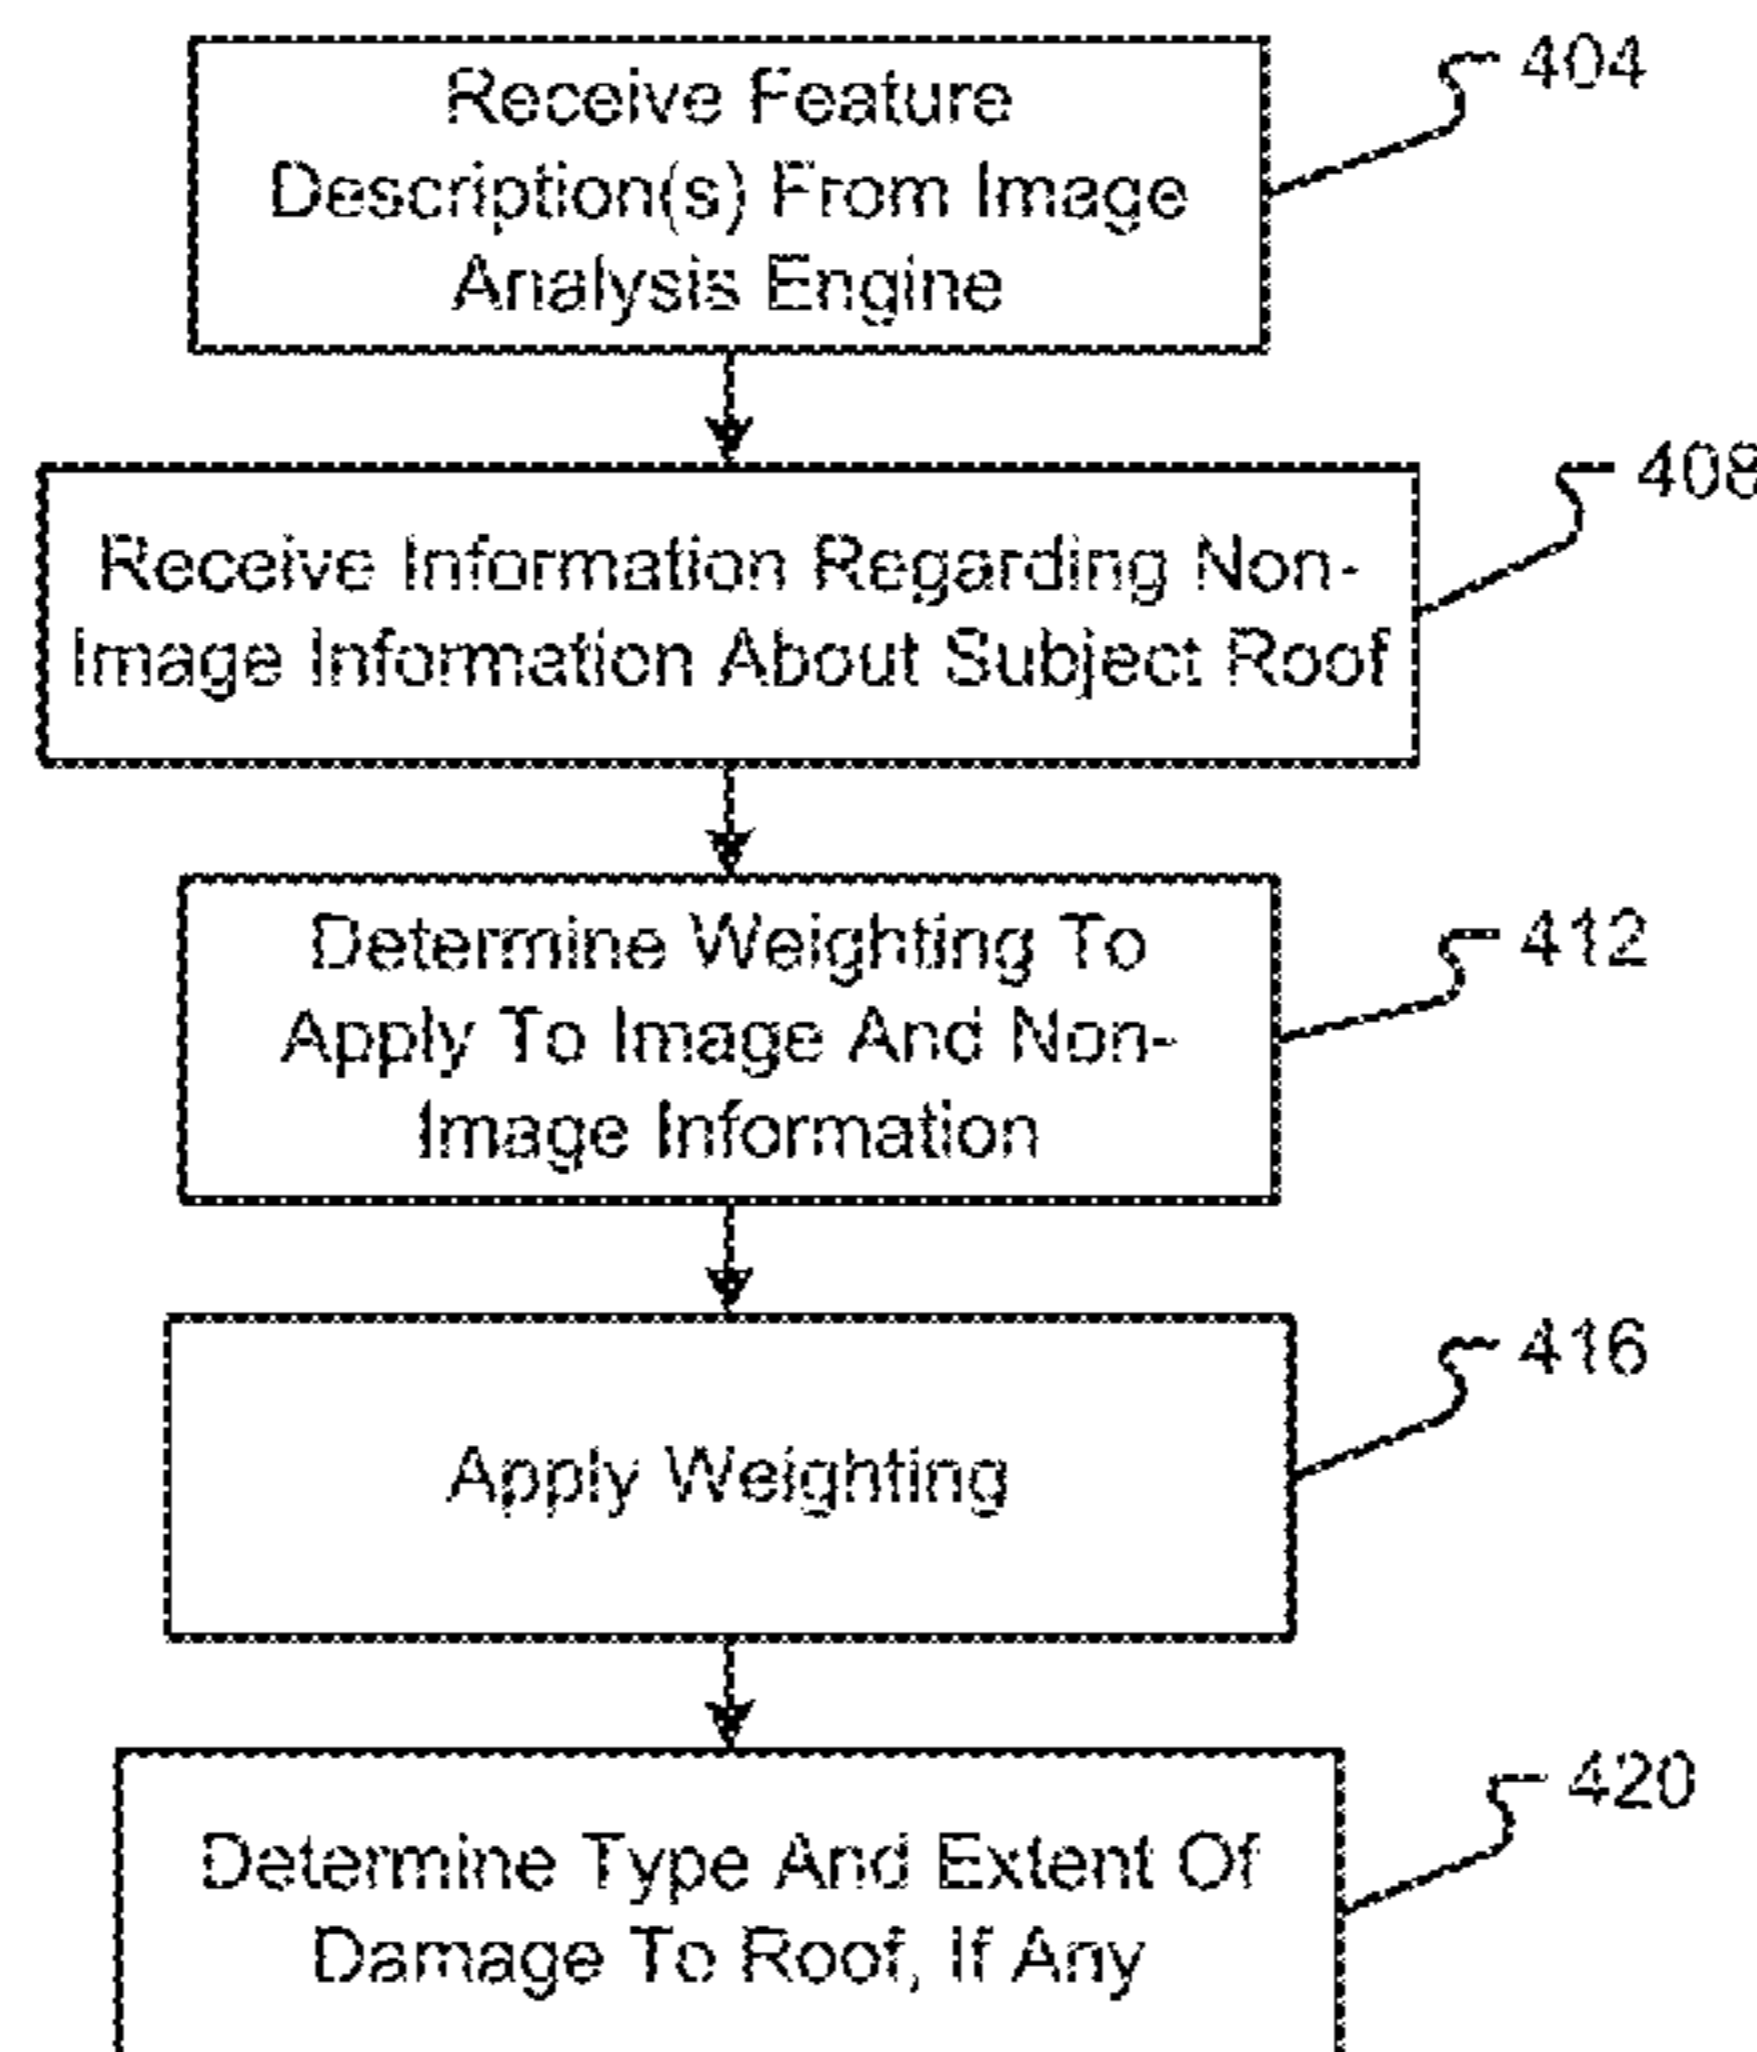 Receive Feature
Description(s) From Image
Analysis Engine
404
Receive Information Regarding Non-
Image Information About Subject Roof
408
Determine Weighting To
Apply To Image And Non-
Image Information
412
Apply Weighting
416
Determine Type And Extent Of
Damage To Roof, If Any
420